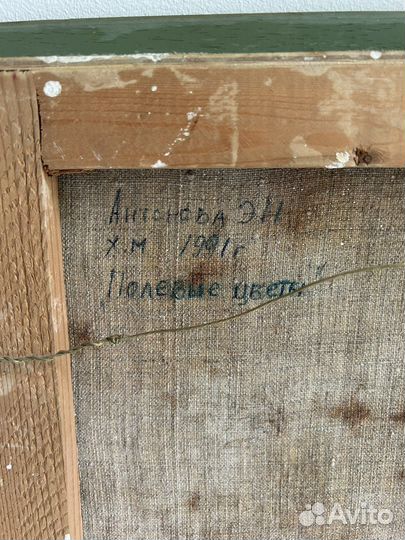 Антонова Э.Н
х.м 1991г
"Полевые цветы"
Avito